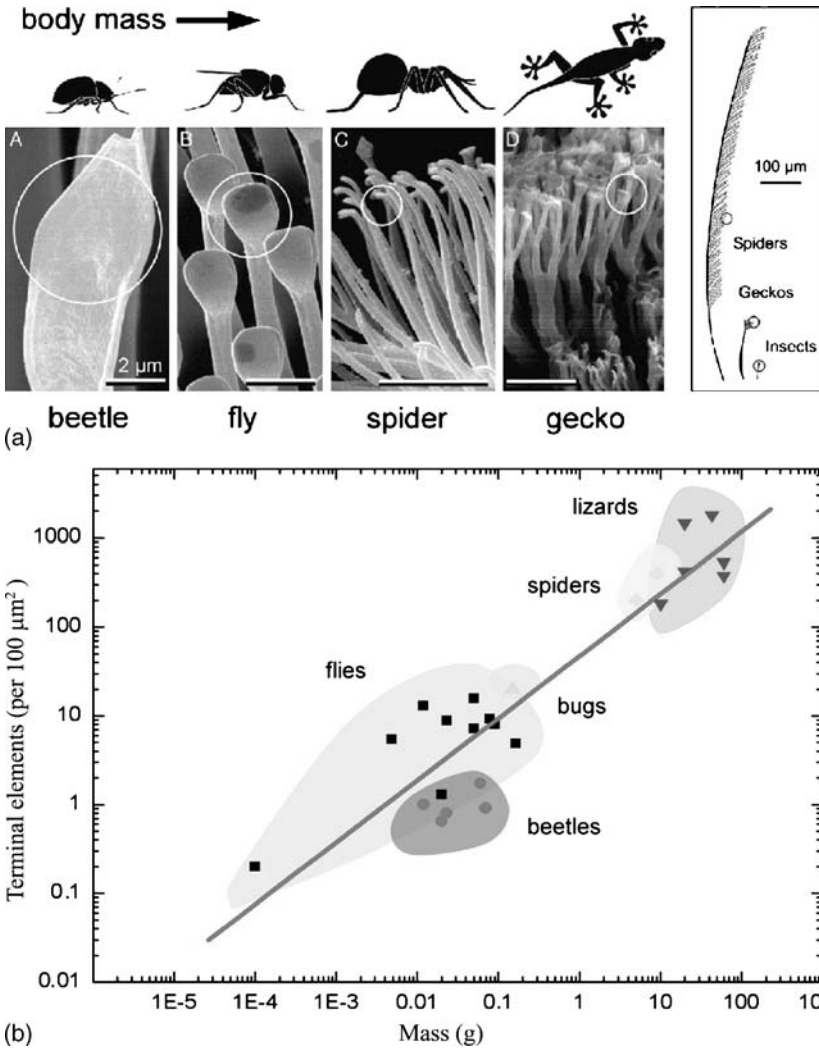 body mass
A
B
C
D
2 μm
100 μm
Spiders
Geckos
Insects
beetle
fly
spider
gecko
(a)
Terminal elements (per 100 μm²)
1000
100
10
1
0.1
0.01
lizards
spiders
flies
bugs
beetles
1E-5 1E-4 1E-3 0.01 0.1 1 10 100
Mass (g)
(b)